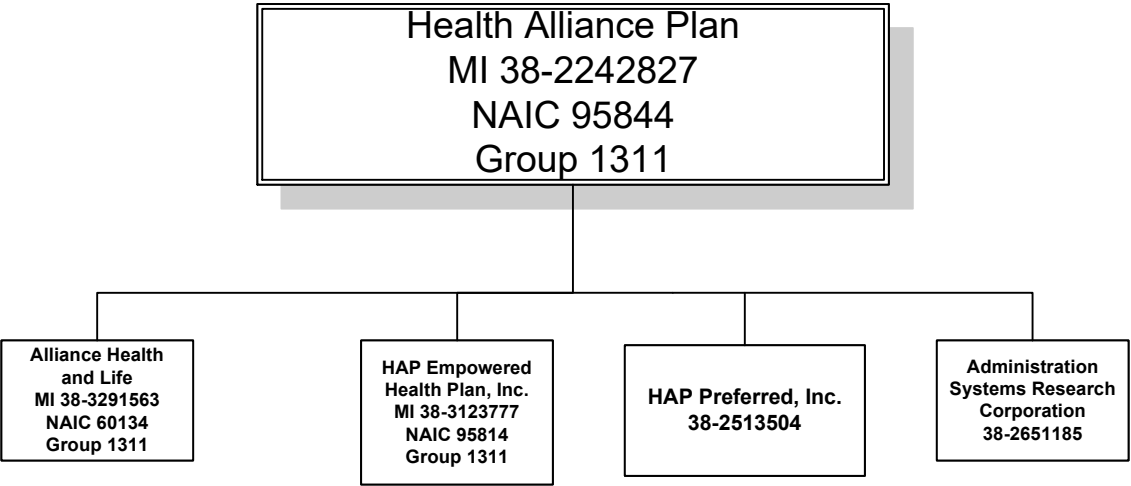 Health Alliance Plan
MI 38-2242827
NAIC 95844
Group 1311
Alliance Health
and Life
MI 38-3291563
NAIC 60134
Group 1311
HAP Empowered
Health Plan, Inc.
MI 38-3123777
NAIC 95814
Group 1311
HAP Preferred, Inc.
38-2513504
Administration
Systems Research
Corporation
38-2651185